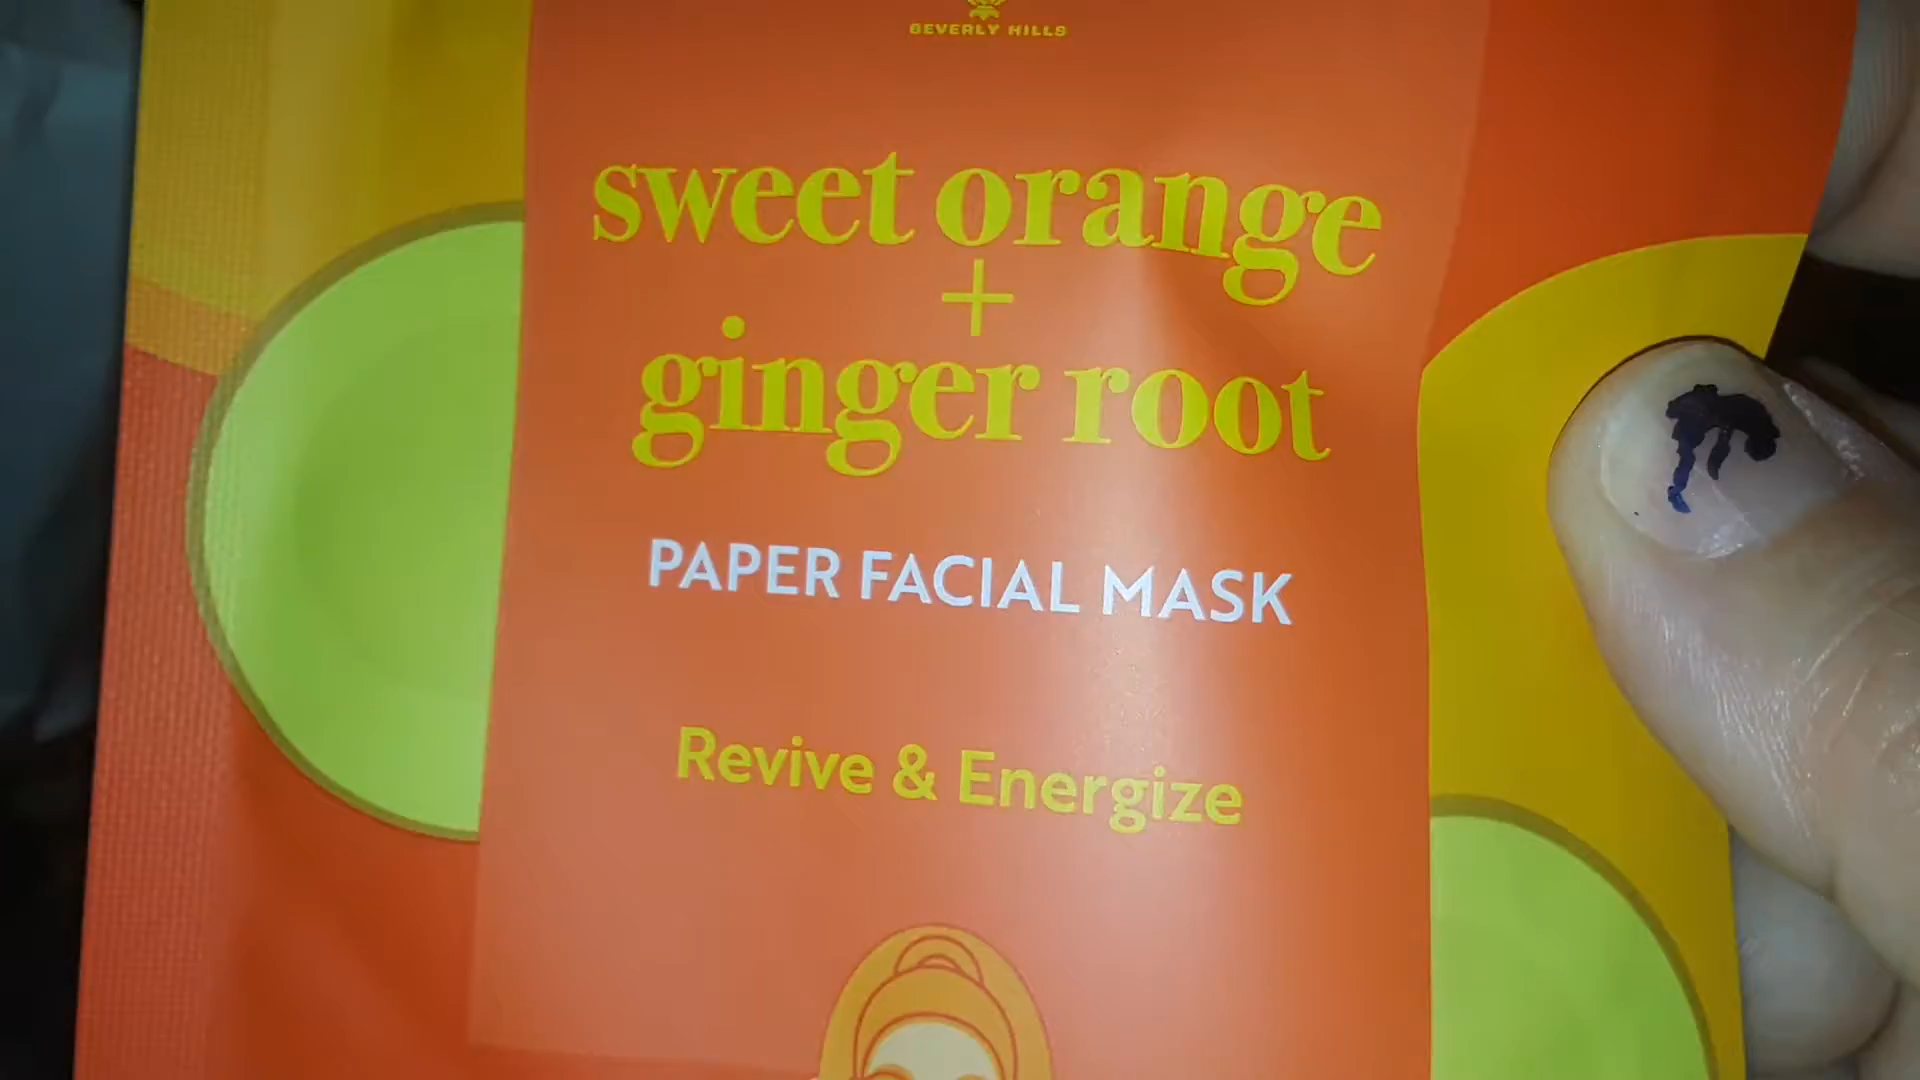 BEVERLY HILLS
sweet orange
+
ginger root
PAPER FACIAL MASK
Revive & Energize